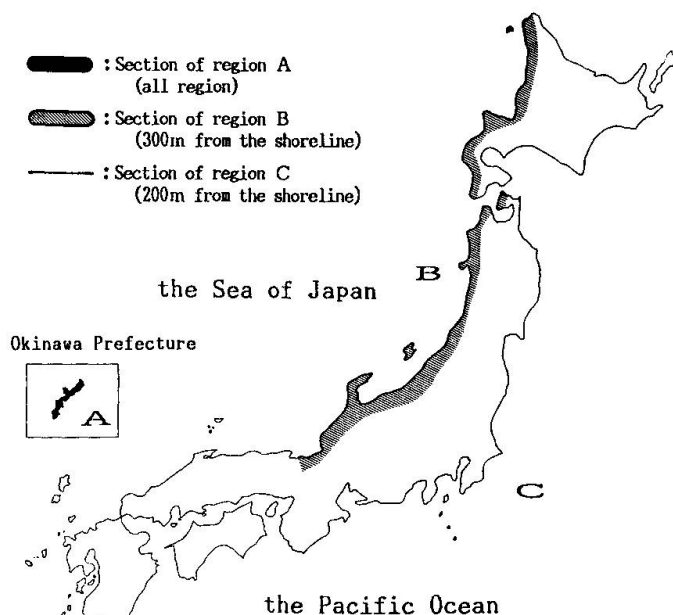 : Section of region A
(all region)
: Section of region B
(300m from the shoreline)
: Section of region C
(200m from the shoreline)
B
the Sea of Japan
Okinawa Prefecture
A
C
the Pacific Ocean